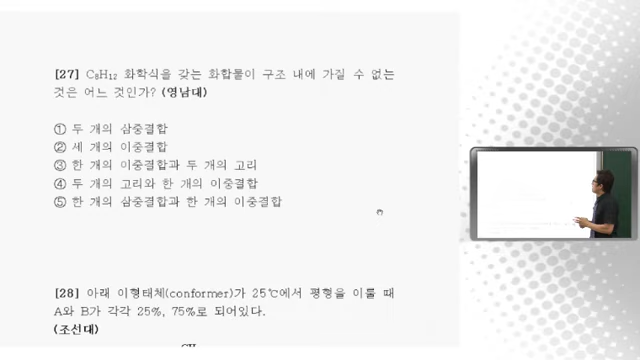 [27] C₈H₁₂ 화학식을 갖는 화합물이 구조 내에 가질 수 없는
것은 어느 것인가? (영남대)
① 두 개의 삼중결합
② 세 개의 이중결합
③ 한 개의 이중결합과 두 개의 고리
④ 두 개의 고리와 한 개의 이중결합
⑤ 한 개의 삼중결합과 한 개의 이중결합
[28] 아래 이형태체(conformer)가 25℃에서 평형을 이룰 때
A와 B가 각각 25%, 75%로 되어있다.
(조선대)